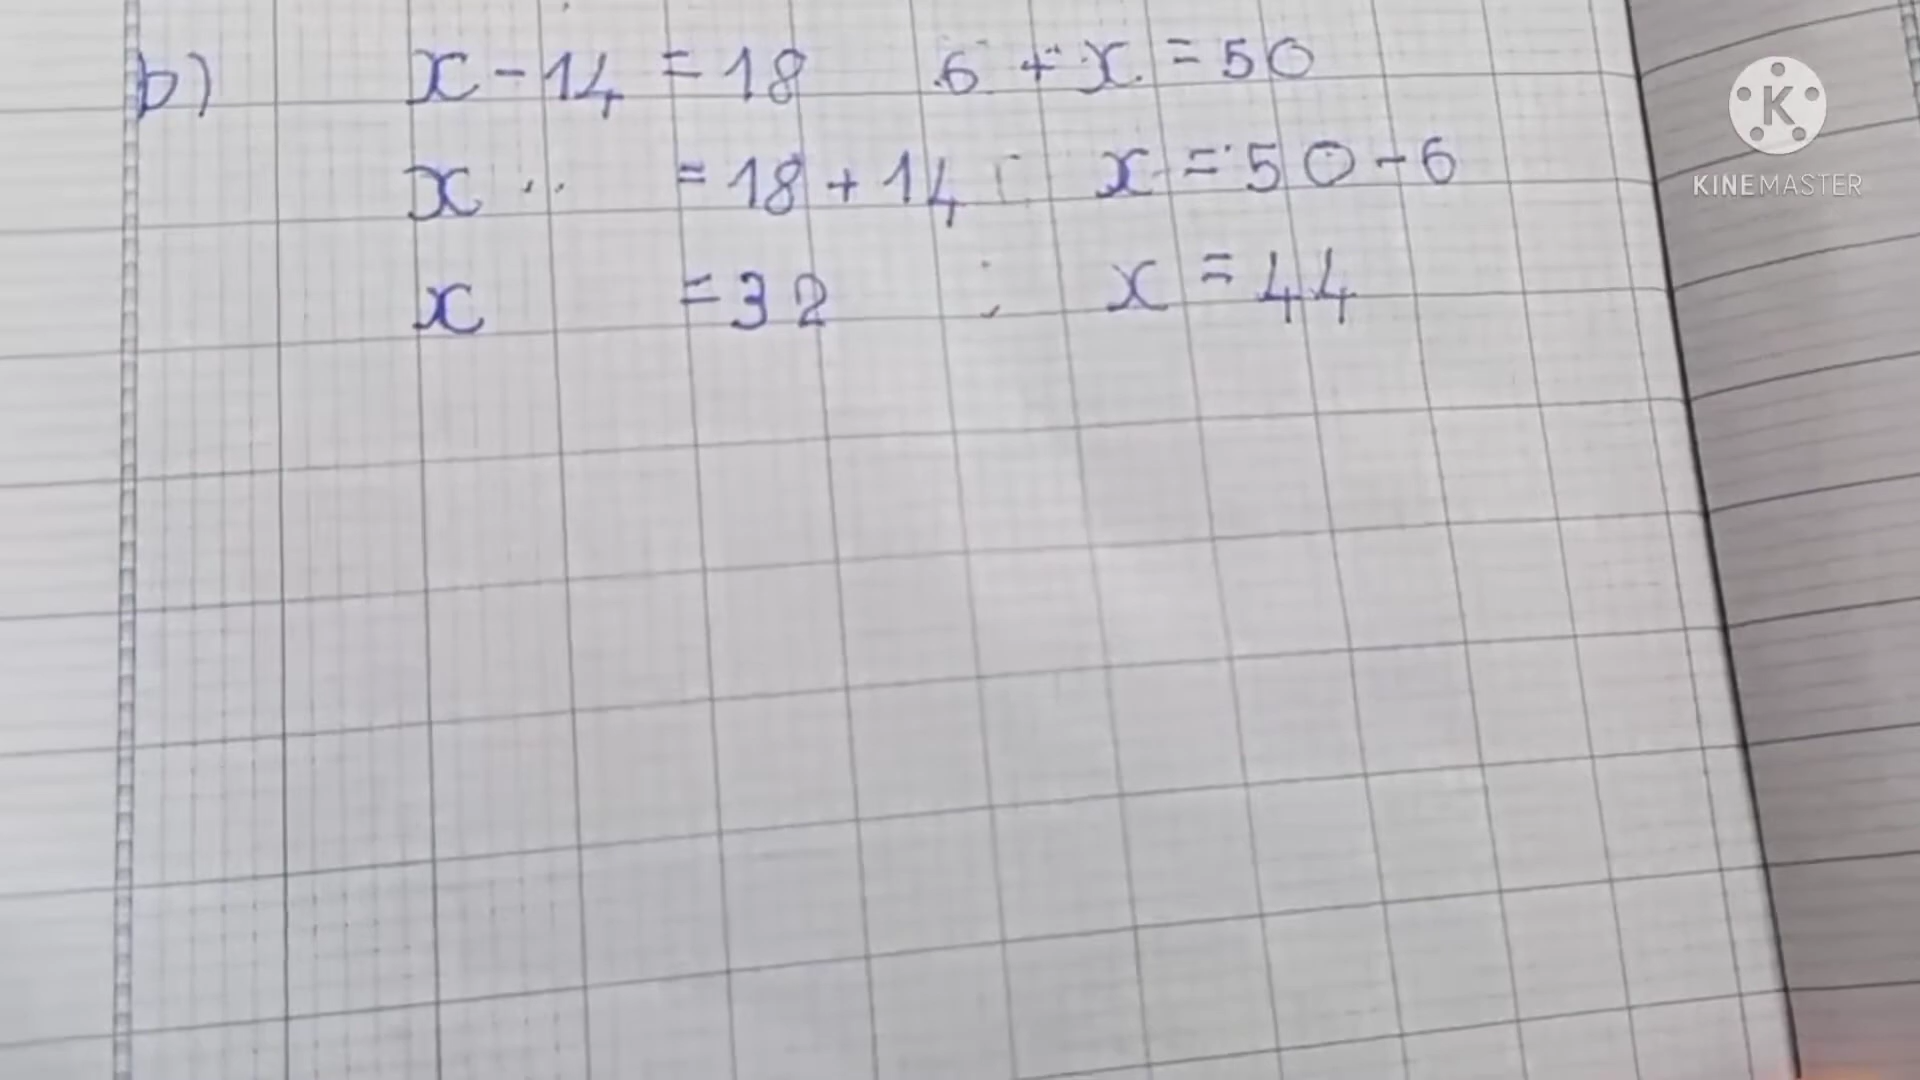 b) x - 14 = 18 6 + x = 50
x = 18 + 14 x = 50 - 6
x = 32 x = 44
KINEMASTER